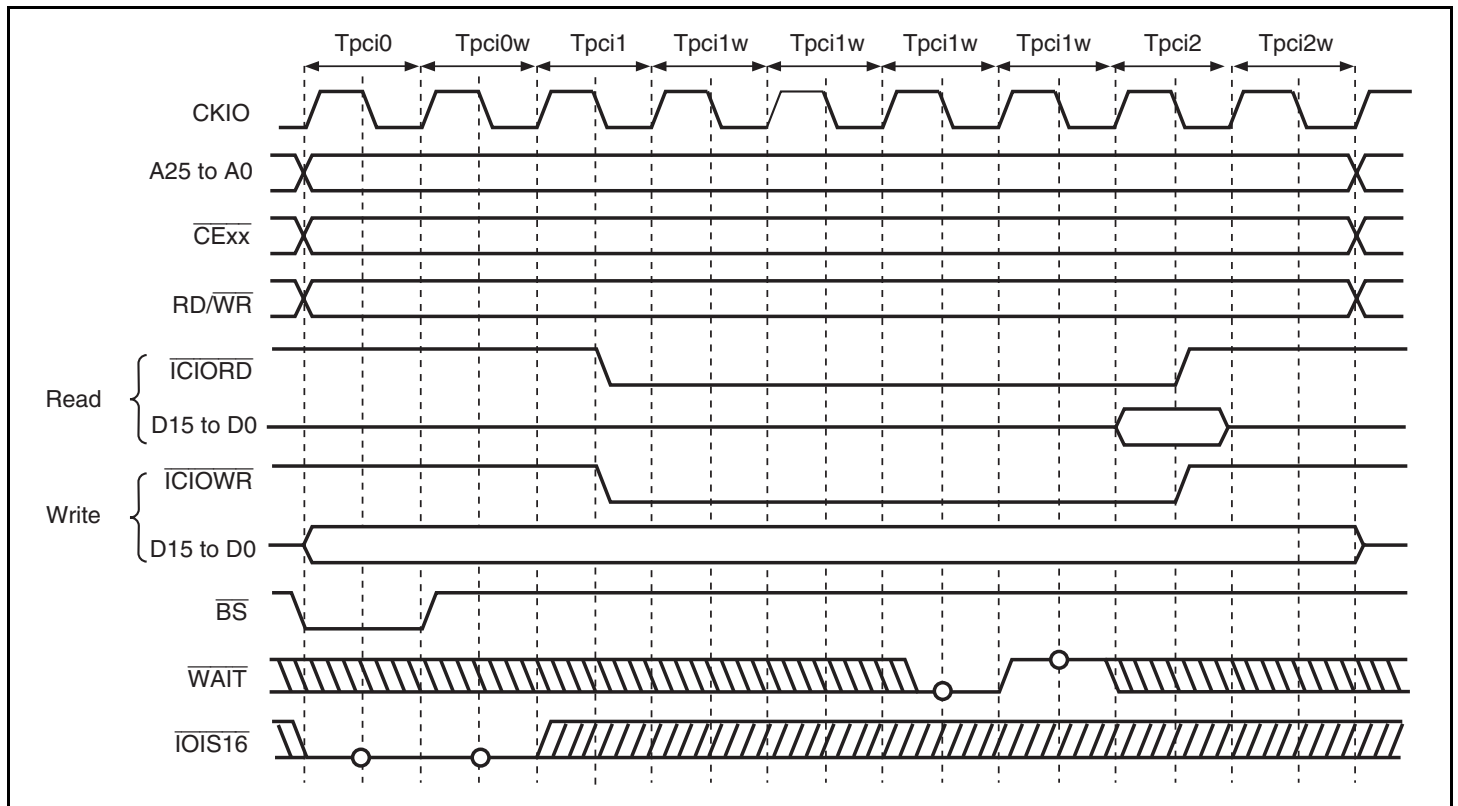 Tpci0 Tpci0w Tpci1 Tpci1w Tpci1w Tpci1w Tpci1w Tpci2 Tpci2w
CKIO
A25 to A0
CExx
RD/WR
Read
ICIORD
D15 to D0
Write
ICIOWR
D15 to D0
BS
WAIT
IOIS16